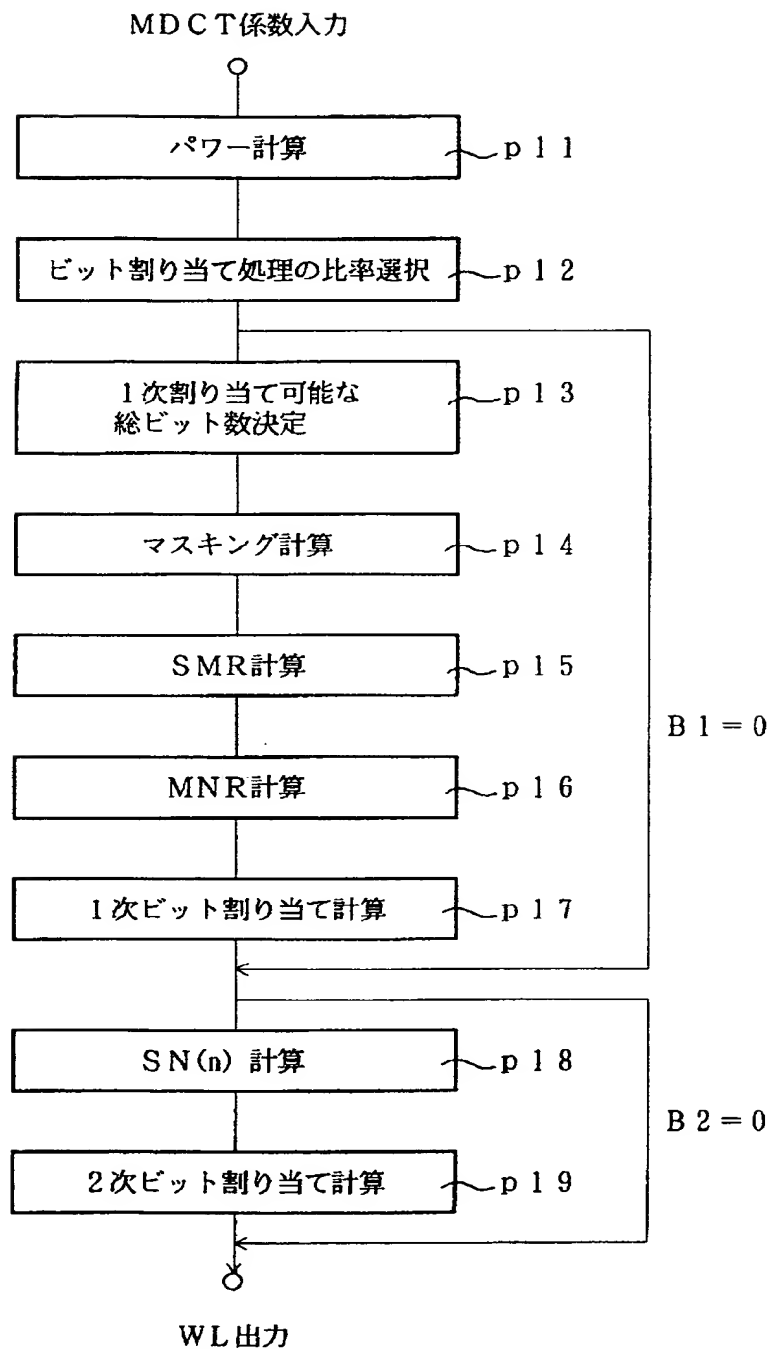 MDCT係数入力
パワー計算
p11
ビット割り当て処理の比率選択
p12
1次割り当て可能な
総ビット数決定
p13
マスキング計算
p14
SMR計算
p15
B1=0
MNR計算
p16
1次ビット割り当て計算
p17
SN(n) 計算
p18
B2=0
2次ビット割り当て計算
p19
WL出力